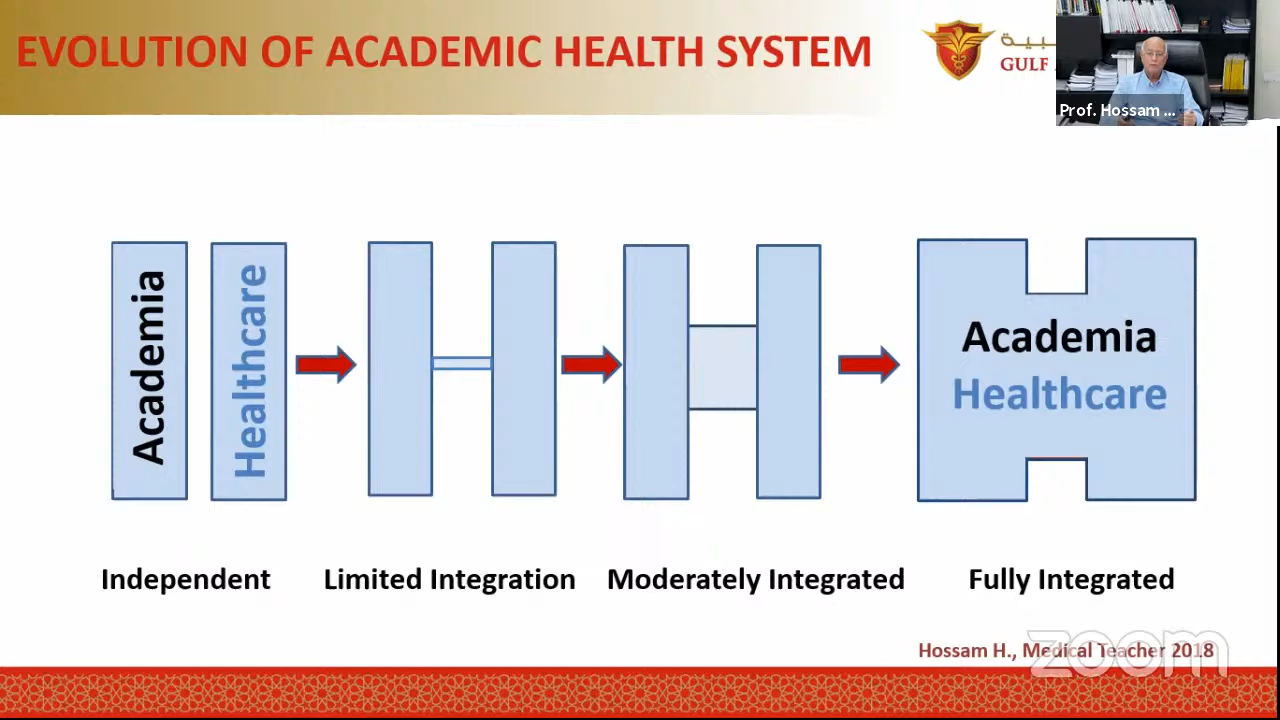 EVOLUTION OF ACADEMIC HEALTH SYSTEM
GULF
Prof. Hossam ...
Academia
Healthcare
Academia
Healthcare
Independent
Limited Integration
Moderately Integrated
Fully Integrated
Hossam H., Medical Teacher 2018
zoom